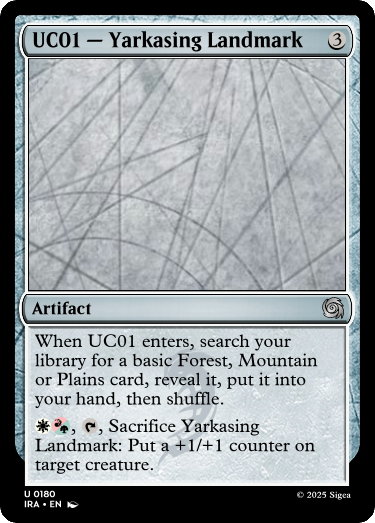 UC01 — Yarkasing Landmark 3
Artifact
When UC01 enters, search your
library for a basic Forest, Mountain
or Plains card, reveal it, put it into
your hand, then shuffle.
, , Sacrifice Yarkasing
Landmark: Put a +1/+1 counter on
target creature.
U 0180
IRA • EN
© 2025 Sigea